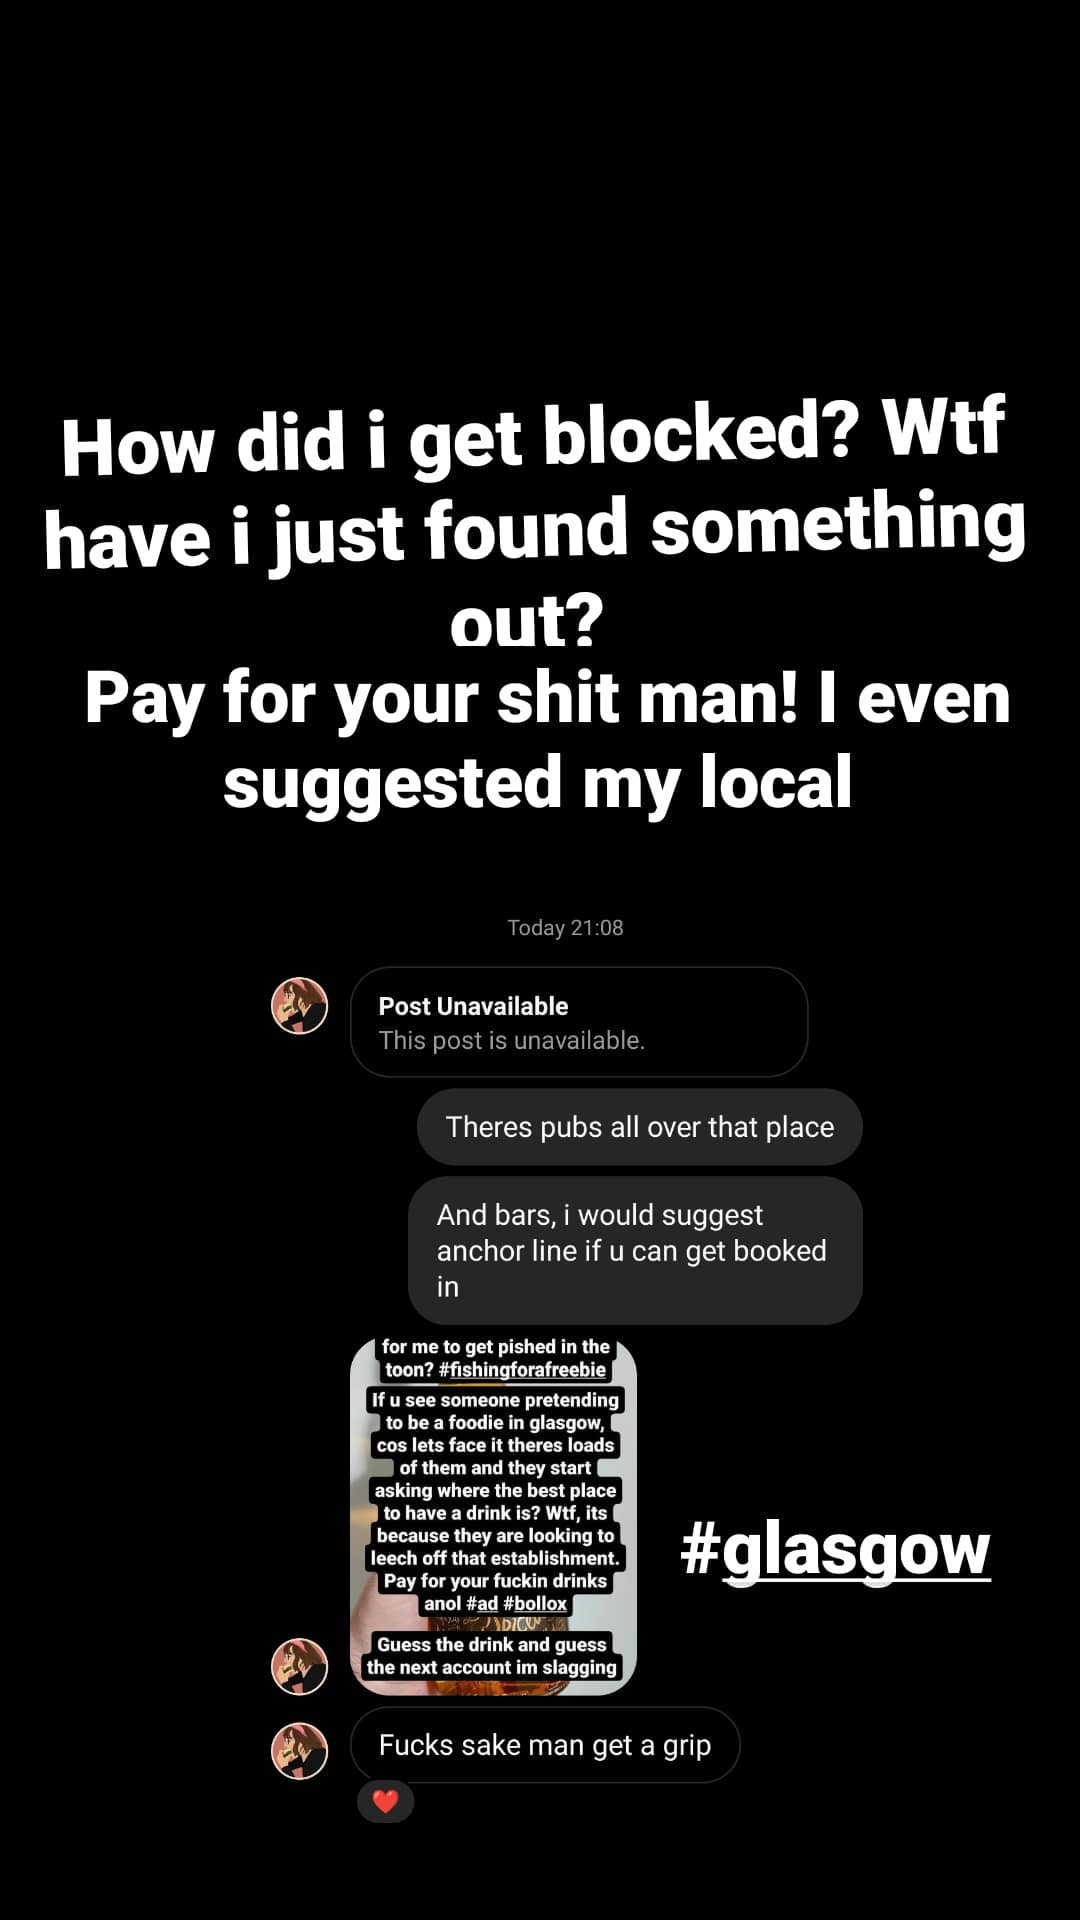 How did i get blocked? Wtf
have i just found something
out?
Pay for your shit man! I even
suggested my local
Today 21:08
Post Unavailable
This post is unavailable.
Theres pubs all over that place
And bars, i would suggest
anchor line if u can get booked
in
for me to get pished in the
toon? #fishingforafreebie
If u see someone pretending
to be a foodie in glasgow,
cos lets face it theres loads
of them and they start
asking where the best place
to have a drink is? Wtf, its
because they are looking to
leech off that establishment.
Pay for your fuckin drinks
anol #ad #bollox
Guess the drink and guess
the next account im slagging
#glasgow
Fucks sake man get a grip